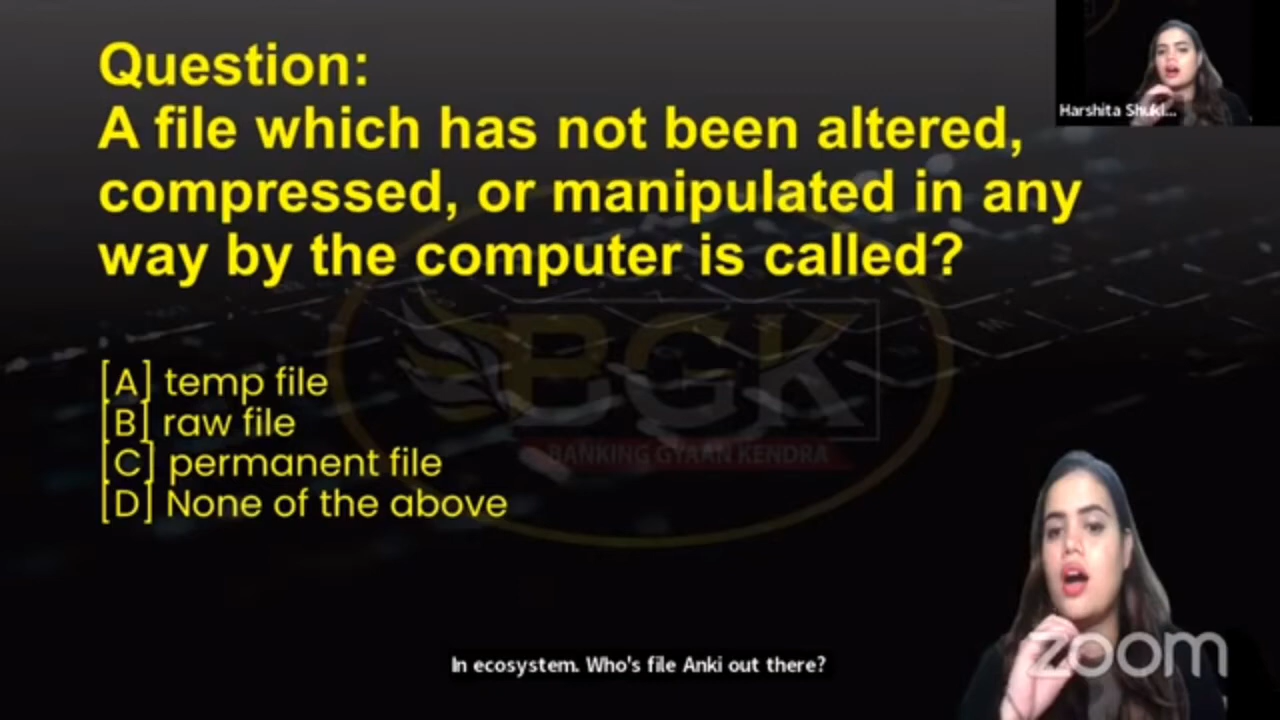 Question:
A file which has not been altered,
compressed, or manipulated in any
way by the computer is called?
Harshita Shukl...
[A] temp file
[B] raw file
[C] permanent file
[D] None of the above
BGK
BANKING GYAAN KENDRA
In ecosystem. Who's file Anki out there?
zoom